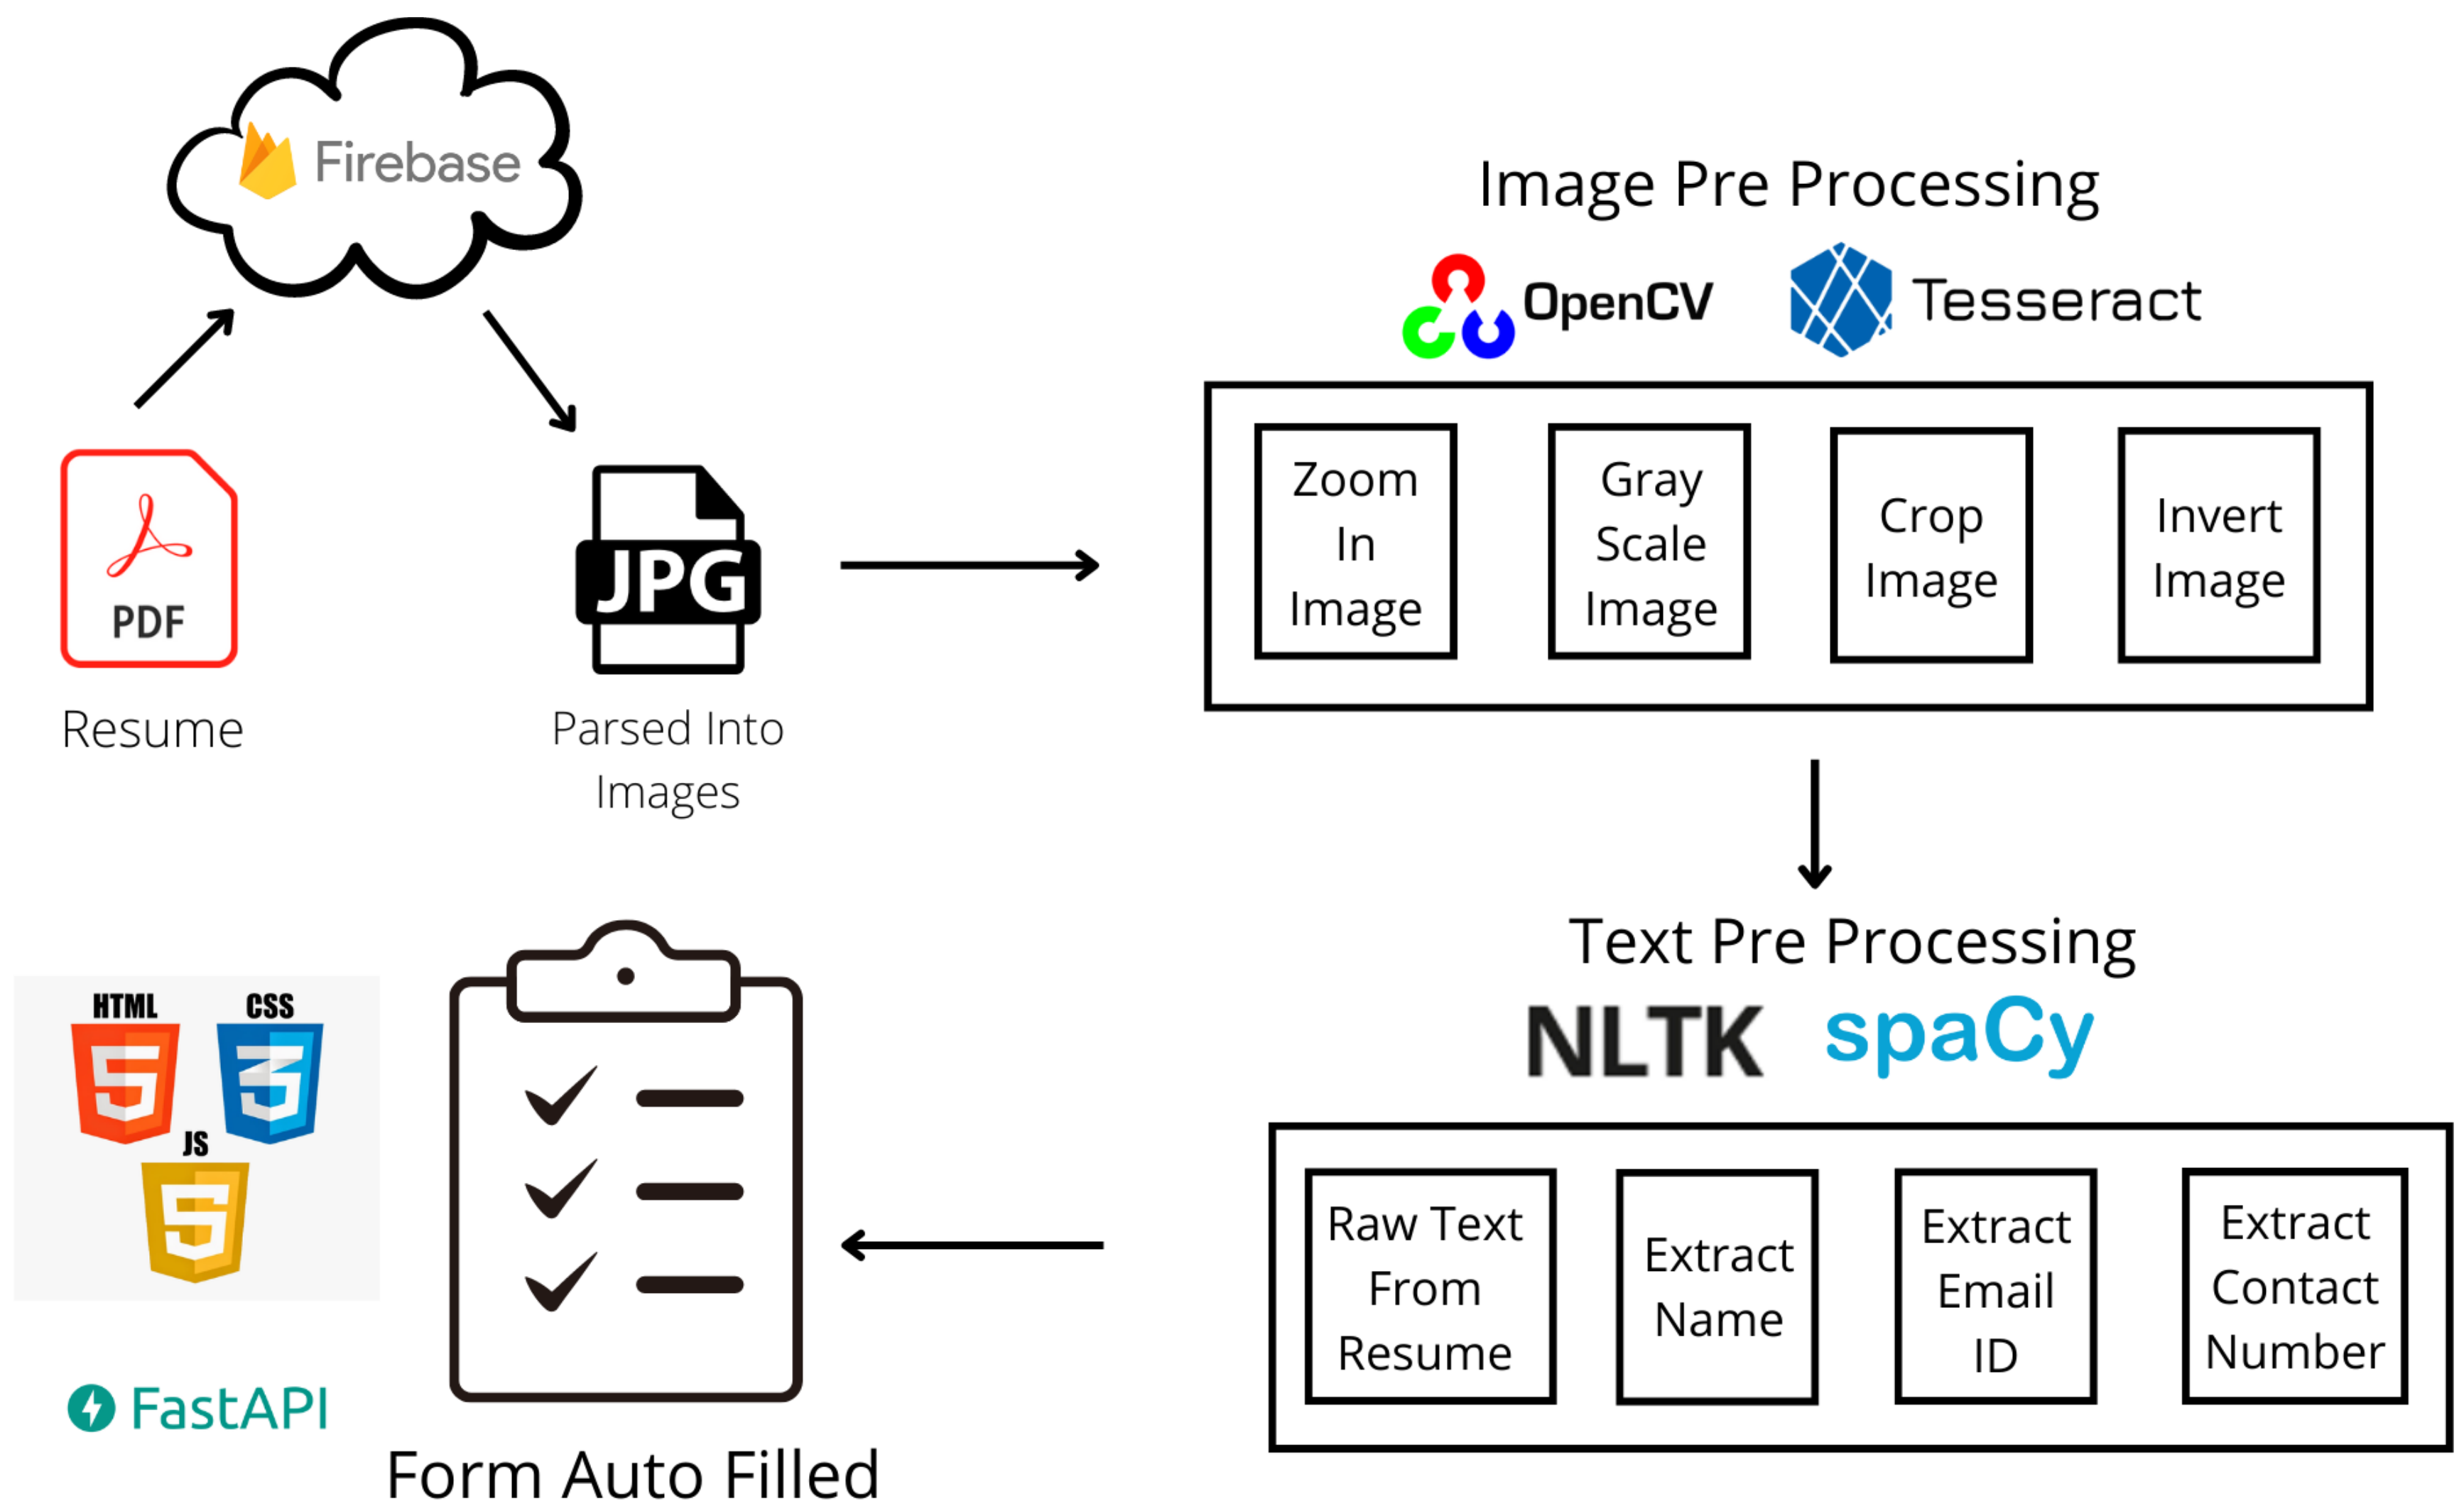 Firebase
PDF
Resume
JPG
Parsed Into
Images
Image Pre Processing
OpenCV
Tesseract
Zoom
In
Image
Gray
Scale
Image
Crop
Image
Invert
Image
Text Pre Processing
NLTK
spaCy
Raw Text
From
Resume
Extract
Name
Extract
Email
ID
Extract
Contact
Number
HTML
CSS
JS
FastAPI
Form Auto Filled